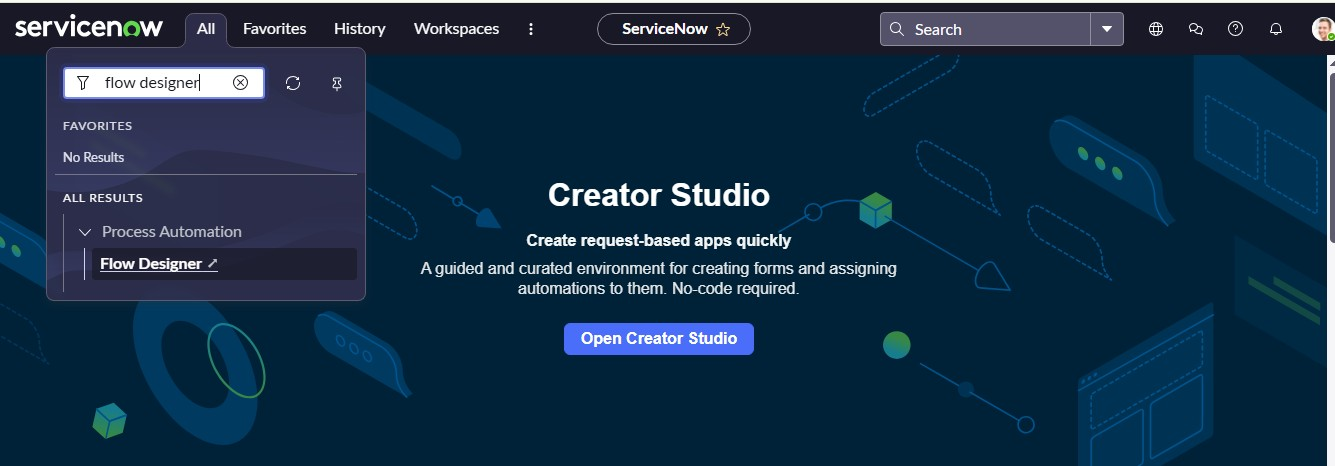 servicenow
All
Favorites
History
Workspaces
ServiceNow
Search
flow designer
FAVORITES
No Results
ALL RESULTS
Process Automation
Flow Designer
Creator Studio
Create request-based apps quickly
A guided and curated environment for creating forms and assigning
automations to them. No-code required.
Open Creator Studio